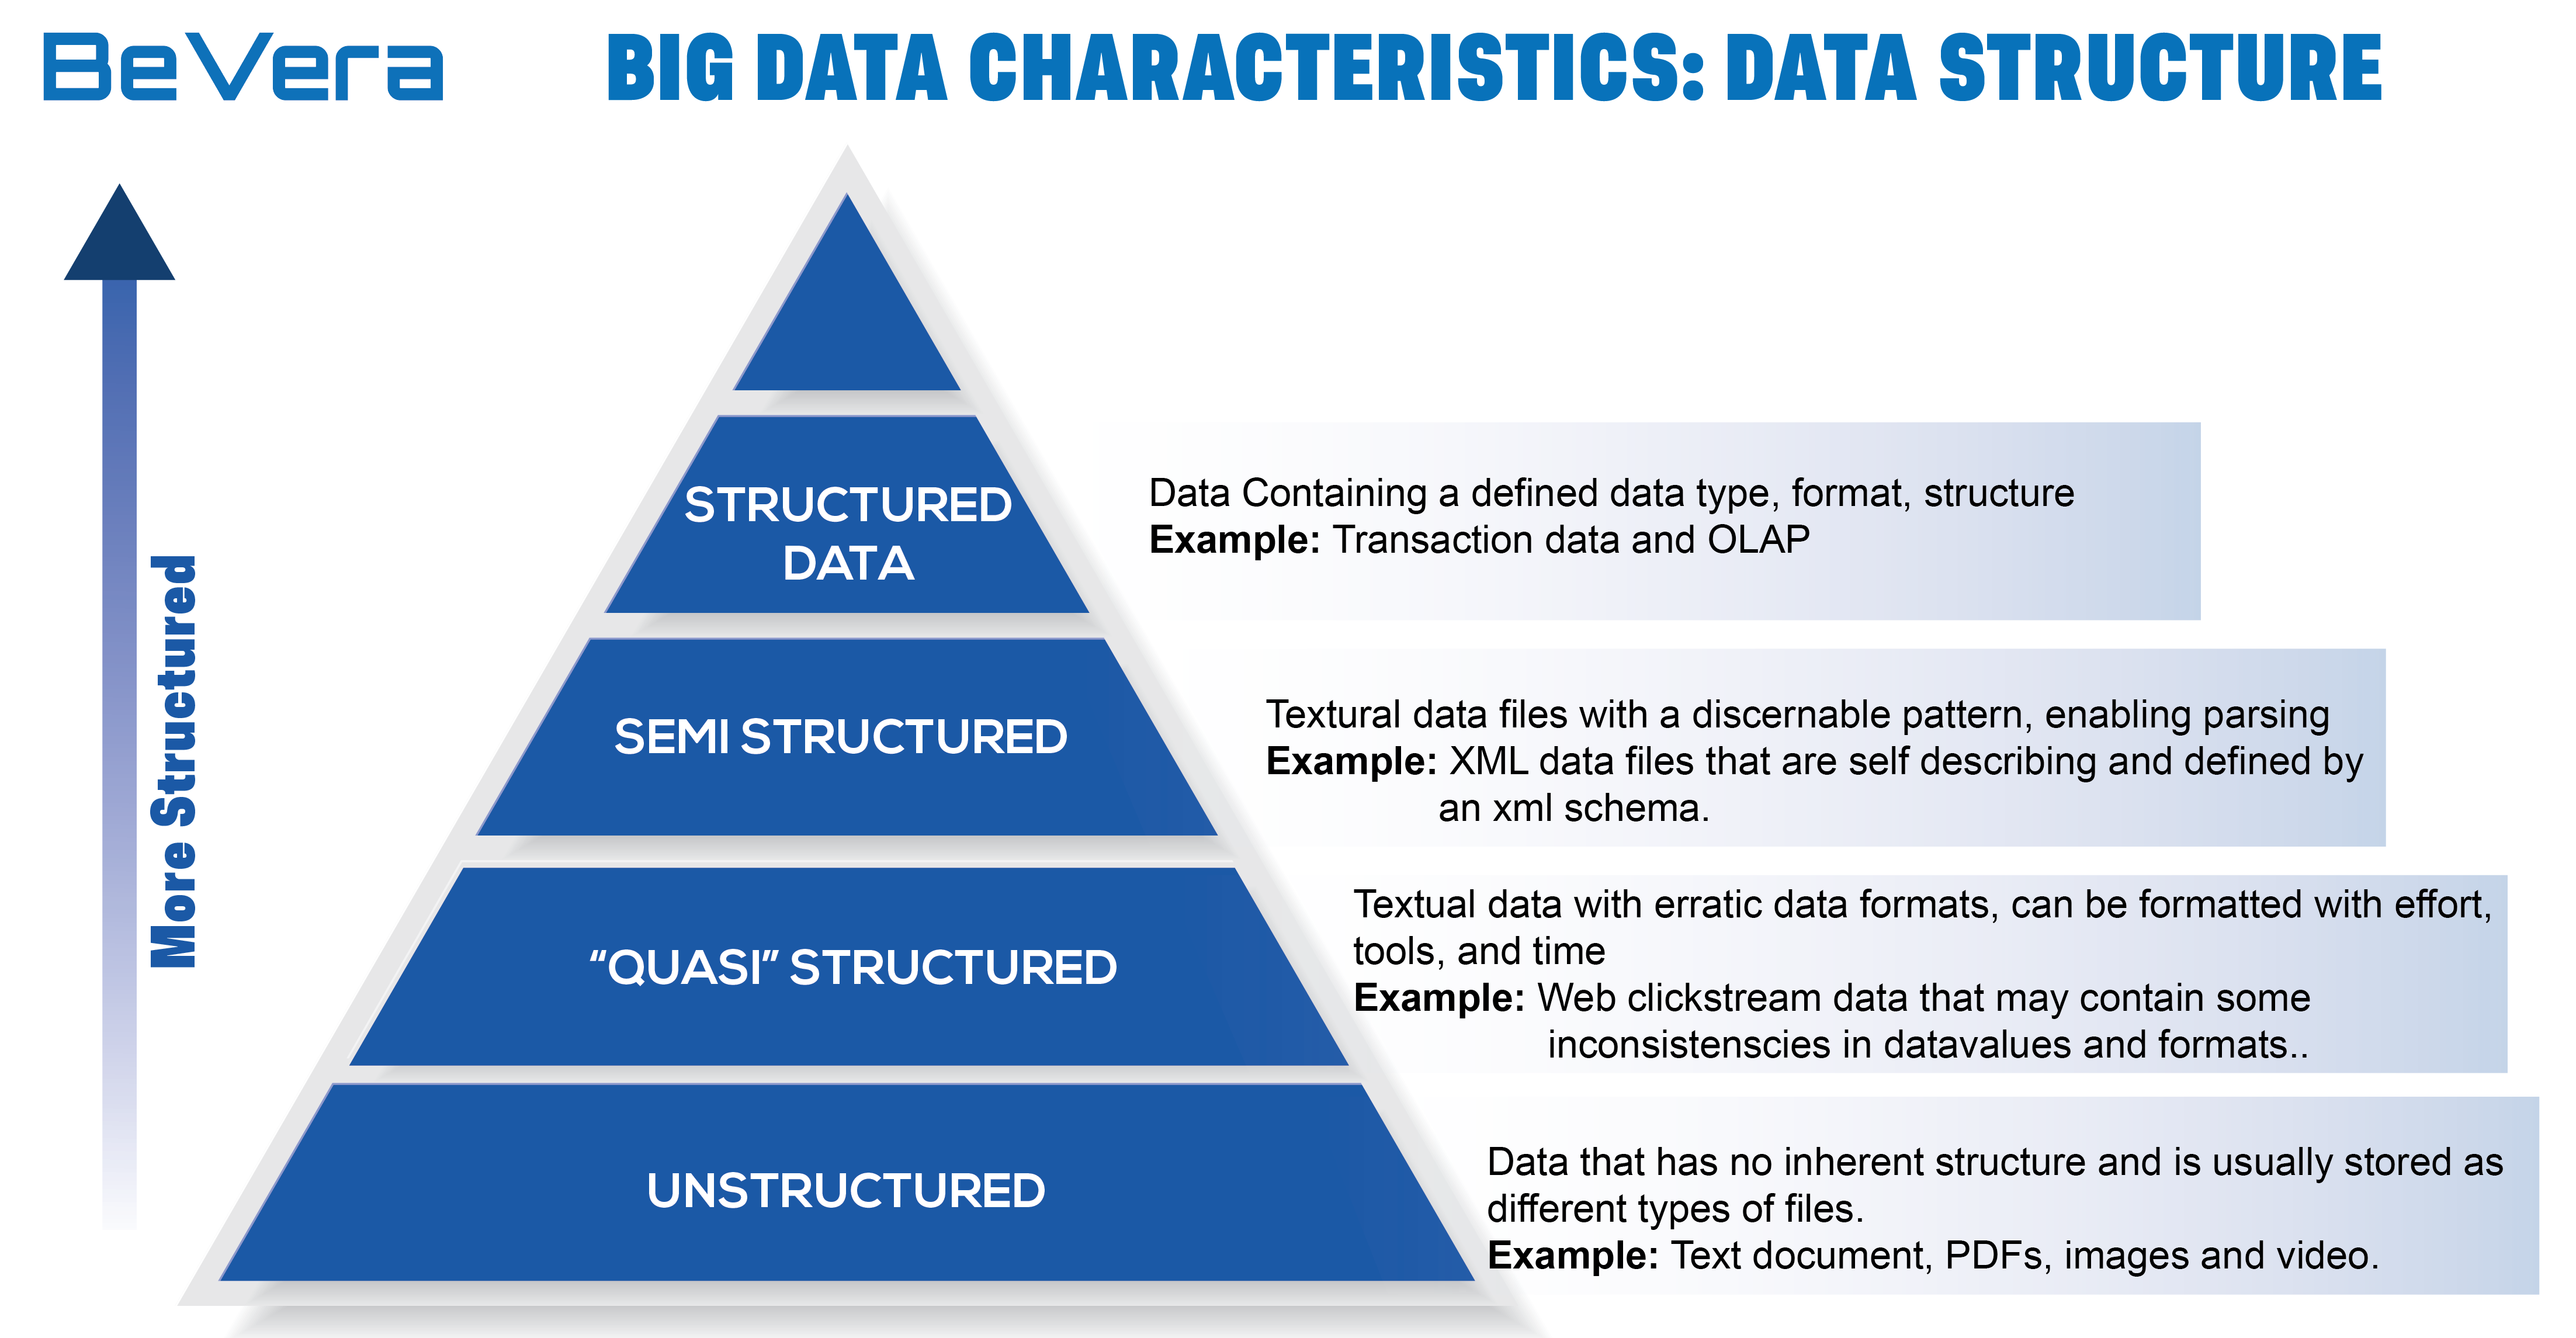 BeVera
BIG DATA CHARACTERISTICS: DATA STRUCTURE
More Structured
STRUCTURED
DATA
Data Containing a defined data type, format, structure
Example: Transaction data and OLAP
SEMI STRUCTURED
Textural data files with a discernable pattern, enabling parsing
Example: XML data files that are self describing and defined by
an xml schema.
“QUASI” STRUCTURED
Textual data with erratic data formats, can be formatted with effort,
tools, and time
Example: Web clickstream data that may contain some
inconsistenscies in datavalues and formats..
UNSTRUCTURED
Data that has no inherent structure and is usually stored as
different types of files.
Example: Text document, PDFs, images and video.